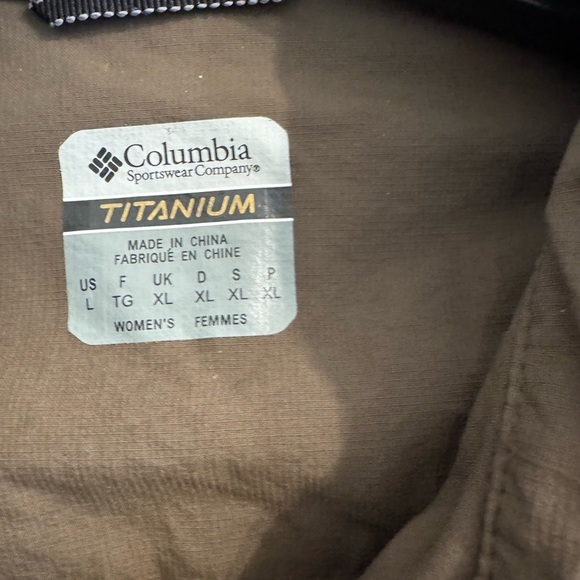 Columbia
Sportswear Company®
TITANIUM
MADE IN CHINA
FABRIQUÉ EN CHINE
US F UK D S P
L TG XL XL XL XL
WOMEN'S FEMMES